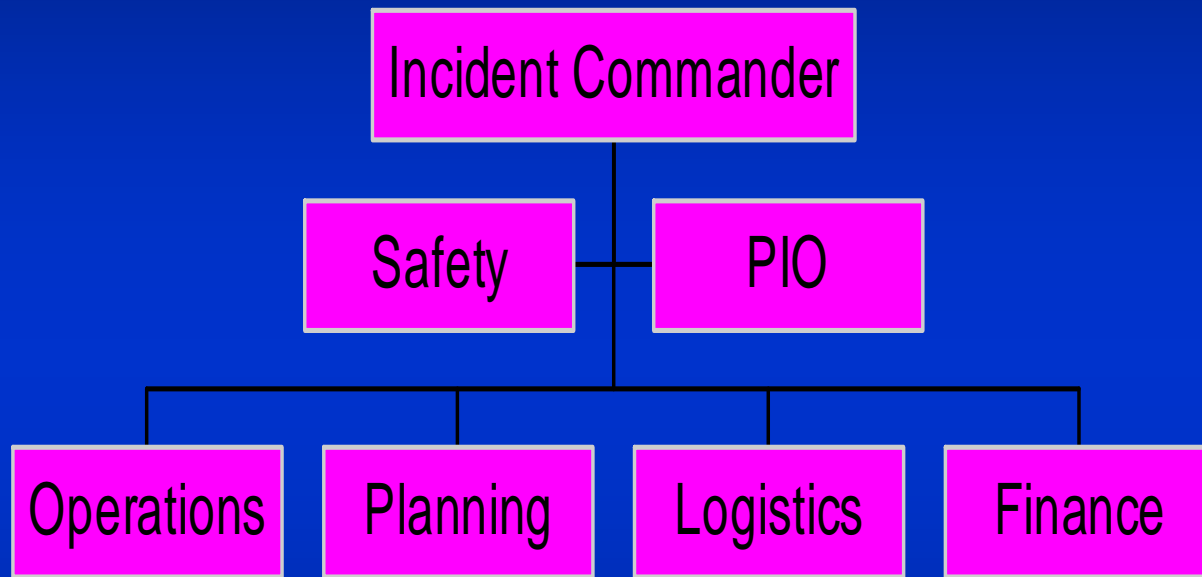 Incident Commander
Safety
PIO
Operations
Planning
Logistics
Finance